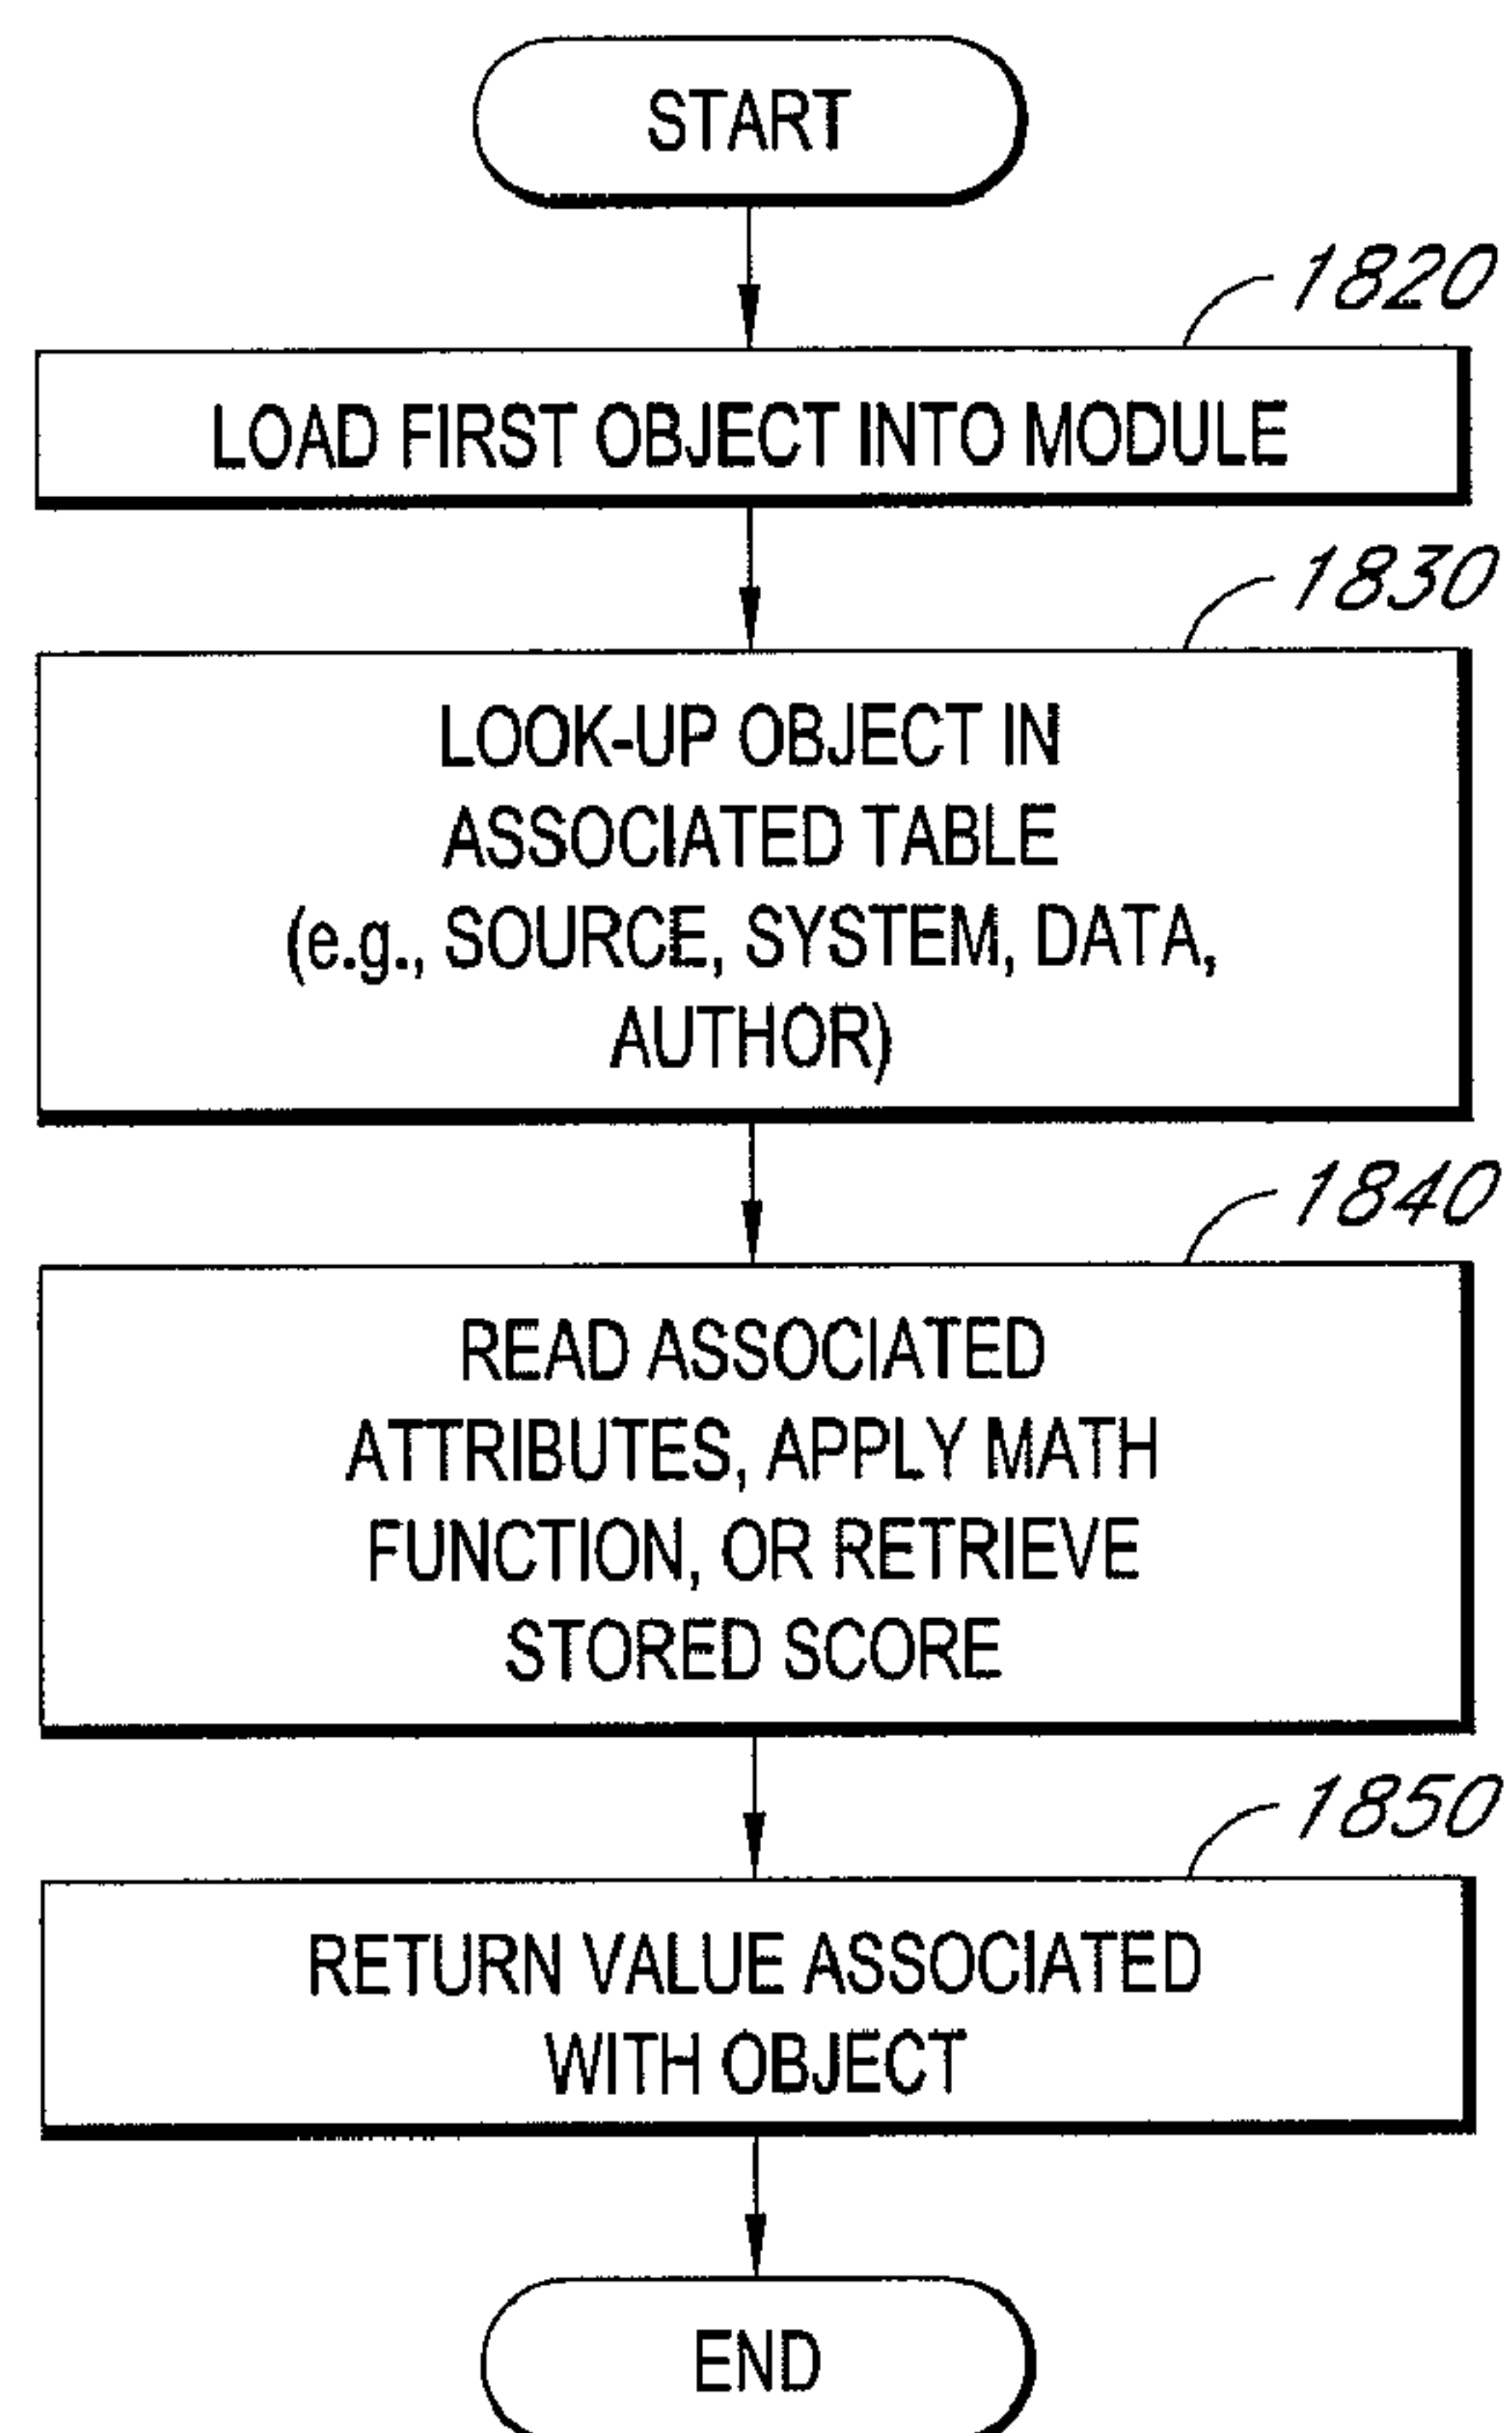 START
1820
LOAD FIRST OBJECT INTO MODULE
1830
LOOK-UP OBJECT IN
ASSOCIATED TABLE
(e.g., SOURCE, SYSTEM, DATA,
AUTHOR)
1840
READ ASSOCIATED
ATTRIBUTES, APPLY MATH
FUNCTION, OR RETRIEVE
STORED SCORE
1850
RETURN VALUE ASSOCIATED
WITH OBJECT
END